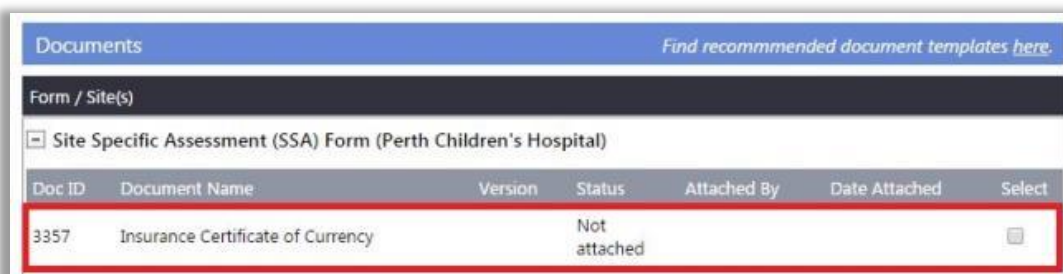 Documents Find recommmended document templates here.
Form / Site(s)
Site Specific Assessment (SSA) Form (Perth Children's Hospital)
Doc ID Document Name Version Status Attached By Date Attached Select
3357 Insurance Certificate of Currency Not attached